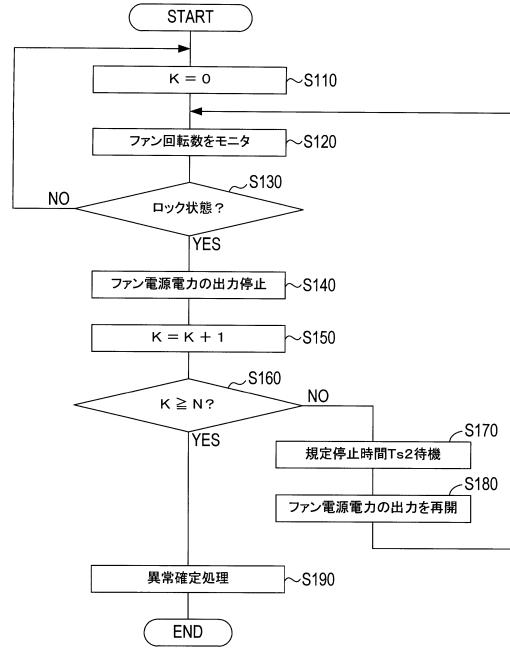 START
K = 0
S110
ファン回転数をモニタ
S120
S130
ロック状態?
NO
YES
ファン電源電力の出力停止
S140
K = K + 1
S150
S160
K ≧ N?
NO
YES
S170
規定停止時間Ts2待機
S180
ファン電源電力の出力を再開
異常確定処理
S190
END